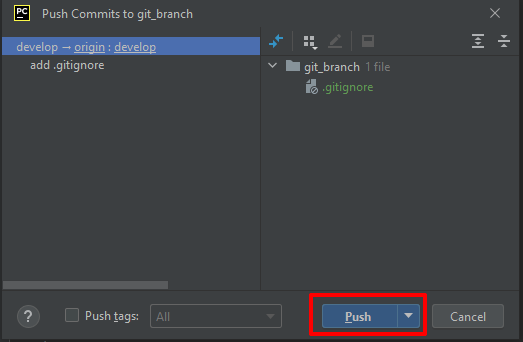 PC Push Commits to git_branch
develop → origin : develop
add .gitignore
git_branch 1 file
.gitignore
? Push tags: All Push Cancel